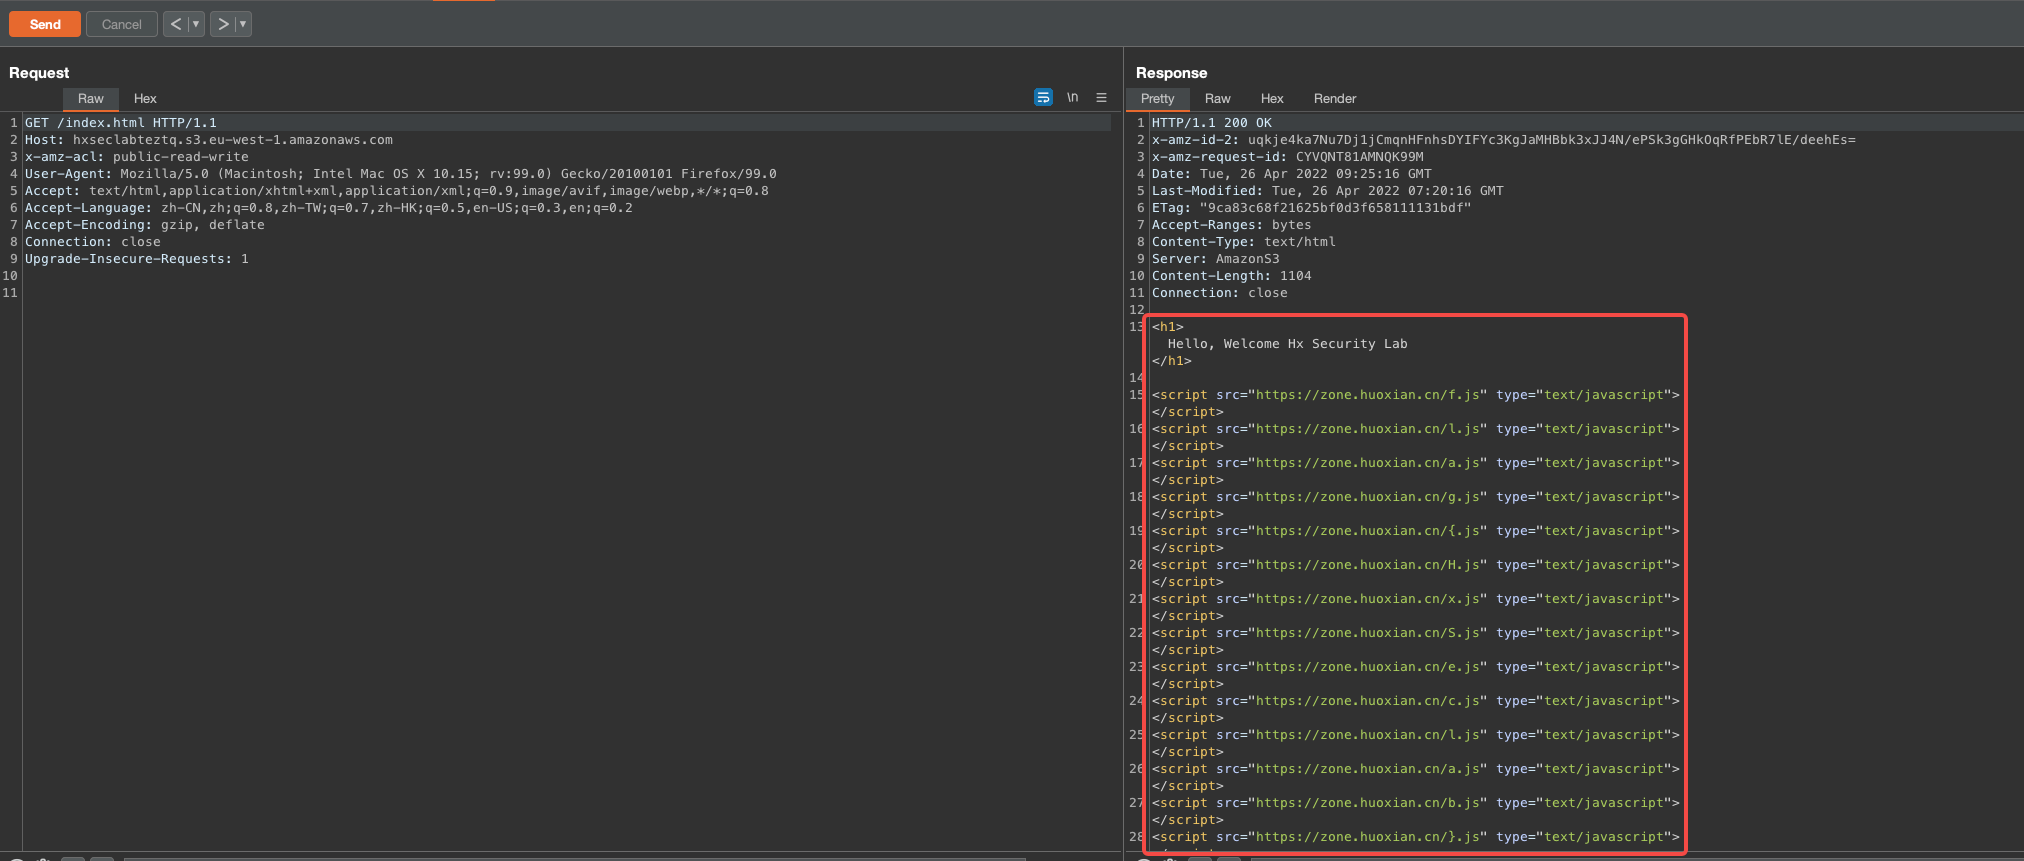 Send Cancel < ▼ > ▼
Request
Raw Hex \n
1 GET /index.html HTTP/1.1
2 Host: hxseclabteztq.s3.eu-west-1.amazonaws.com
3 x-amz-acl: public-read-write
4 User-Agent: Mozilla/5.0 (Macintosh; Intel Mac OS X 10.15; rv:99.0) Gecko/20100101 Firefox/99.0
5 Accept: text/html,application/xhtml+xml,application/xml;q=0.9,image/avif,image/webp,*/*;q=0.8
6 Accept-Language: zh-CN,zh;q=0.8,zh-TW;q=0.7,zh-HK;q=0.5,en-US;q=0.3,en;q=0.2
7 Accept-Encoding: gzip, deflate
8 Connection: close
9 Upgrade-Insecure-Requests: 1
10
11
Response
Pretty Raw Hex Render
1 HTTP/1.1 200 OK
2 x-amz-id-2: uqkje4ka7Nu7Dj1jCmqnHFnhsDYIFYc3KgJaMHBbk3xJJ4N/ePSk3gGHkOqRfPEbR7lE/deehEs=
3 x-amz-request-id: CYVQNT81AMNQK99M
4 Date: Tue, 26 Apr 2022 09:25:16 GMT
5 Last-Modified: Tue, 26 Apr 2022 07:20:16 GMT
6 ETag: "9ca83c68f21625bf0d3f658111131bdf"
7 Accept-Ranges: bytes
8 Content-Type: text/html
9 Server: AmazonS3
10 Content-Length: 1104
11 Connection: close
12
13 <h1>
Hello, Welcome Hx Security Lab
</h1>
14
15 <script src="https://zone.huoxian.cn/f.js" type="text/javascript">
</script>
16 <script src="https://zone.huoxian.cn/l.js" type="text/javascript">
</script>
17 <script src="https://zone.huoxian.cn/a.js" type="text/javascript">
</script>
18 <script src="https://zone.huoxian.cn/g.js" type="text/javascript">
</script>
19 <script src="https://zone.huoxian.cn/{.js" type="text/javascript">
</script>
20 <script src="https://zone.huoxian.cn/H.js" type="text/javascript">
</script>
21 <script src="https://zone.huoxian.cn/x.js" type="text/javascript">
</script>
22 <script src="https://zone.huoxian.cn/S.js" type="text/javascript">
</script>
23 <script src="https://zone.huoxian.cn/e.js" type="text/javascript">
</script>
24 <script src="https://zone.huoxian.cn/c.js" type="text/javascript">
</script>
25 <script src="https://zone.huoxian.cn/l.js" type="text/javascript">
</script>
26 <script src="https://zone.huoxian.cn/a.js" type="text/javascript">
</script>
27 <script src="https://zone.huoxian.cn/b.js" type="text/javascript">
</script>
28 <script src="https://zone.huoxian.cn/}.js" type="text/javascript">